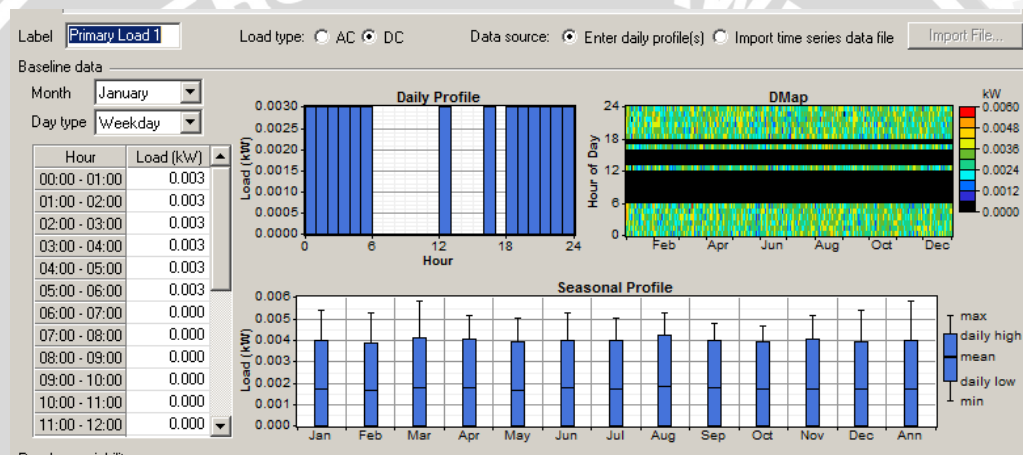 Label Primary Load 1 Load type: AC DC Data source: Enter daily profile(s) Import time series data file Import File...
Baseline data
Month January
Day type Weekday
Hour Load (kW)
00:00 - 01:00 0.003
01:00 - 02:00 0.003
02:00 - 03:00 0.003
03:00 - 04:00 0.003
04:00 - 05:00 0.003
05:00 - 06:00 0.003
06:00 - 07:00 0.000
07:00 - 08:00 0.000
08:00 - 09:00 0.000
09:00 - 10:00 0.000
10:00 - 11:00 0.000
11:00 - 12:00 0.000
Daily Profile
Load (kW)
0.0030
0.0025
0.0020
0.0015
0.0010
0.0005
0.0000
0 6 12 18 24
Hour
DMap
Hour of Day
24
18
12
6
0
Feb Apr Jun Aug Oct Dec
kW
0.0060
0.0048
0.0036
0.0024
0.0012
0.0000
Seasonal Profile
Load (kW)
0.006
0.004
0.003
0.002
0.001
0.000
Jan Feb Mar Apr May Jun Jul Aug Sep Oct Nov Dec Ann
max
daily high
mean
daily low
min